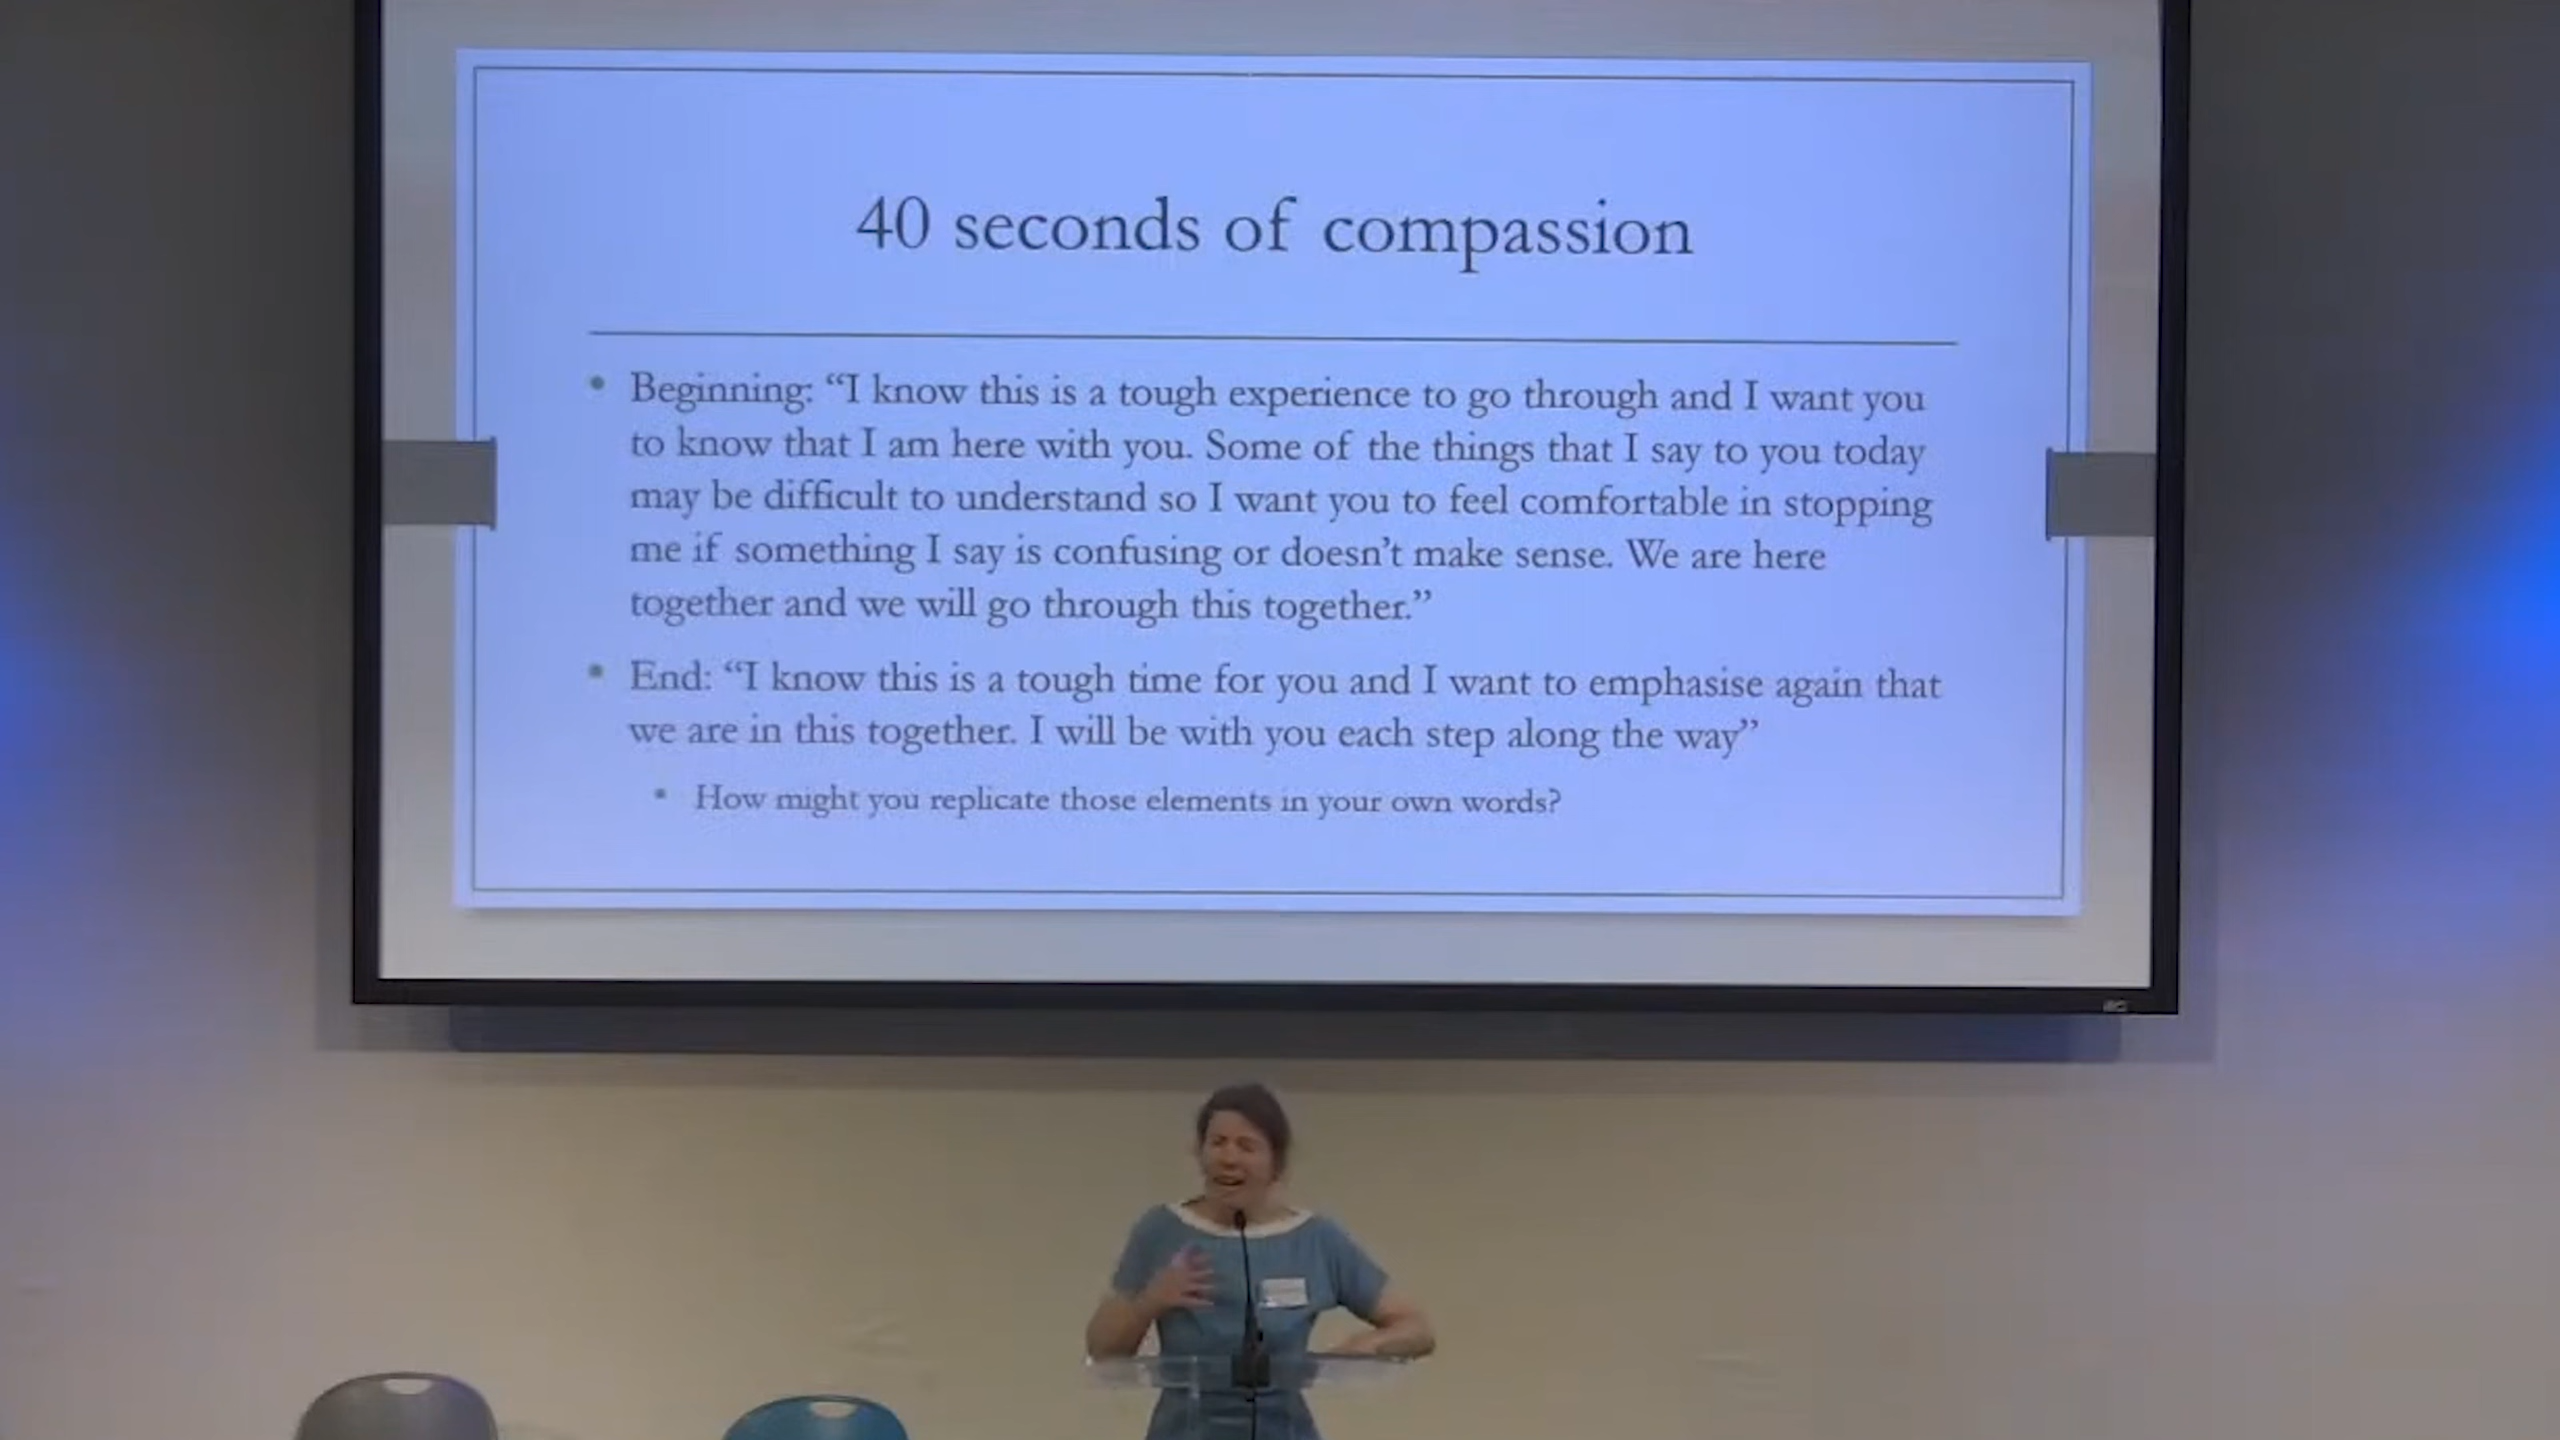 40 seconds of compassion
• Beginning: “I know this is a tough experience to go through and I want you
to know that I am here with you. Some of the things that I say to you today
may be difficult to understand so I want you to feel comfortable in stopping
me if something I say is confusing or doesn’t make sense. We are here
together and we will go through this together.”
• End: “I know this is a tough time for you and I want to emphasise again that
we are in this together. I will be with you each step along the way”
• How might you replicate those elements in your own words?